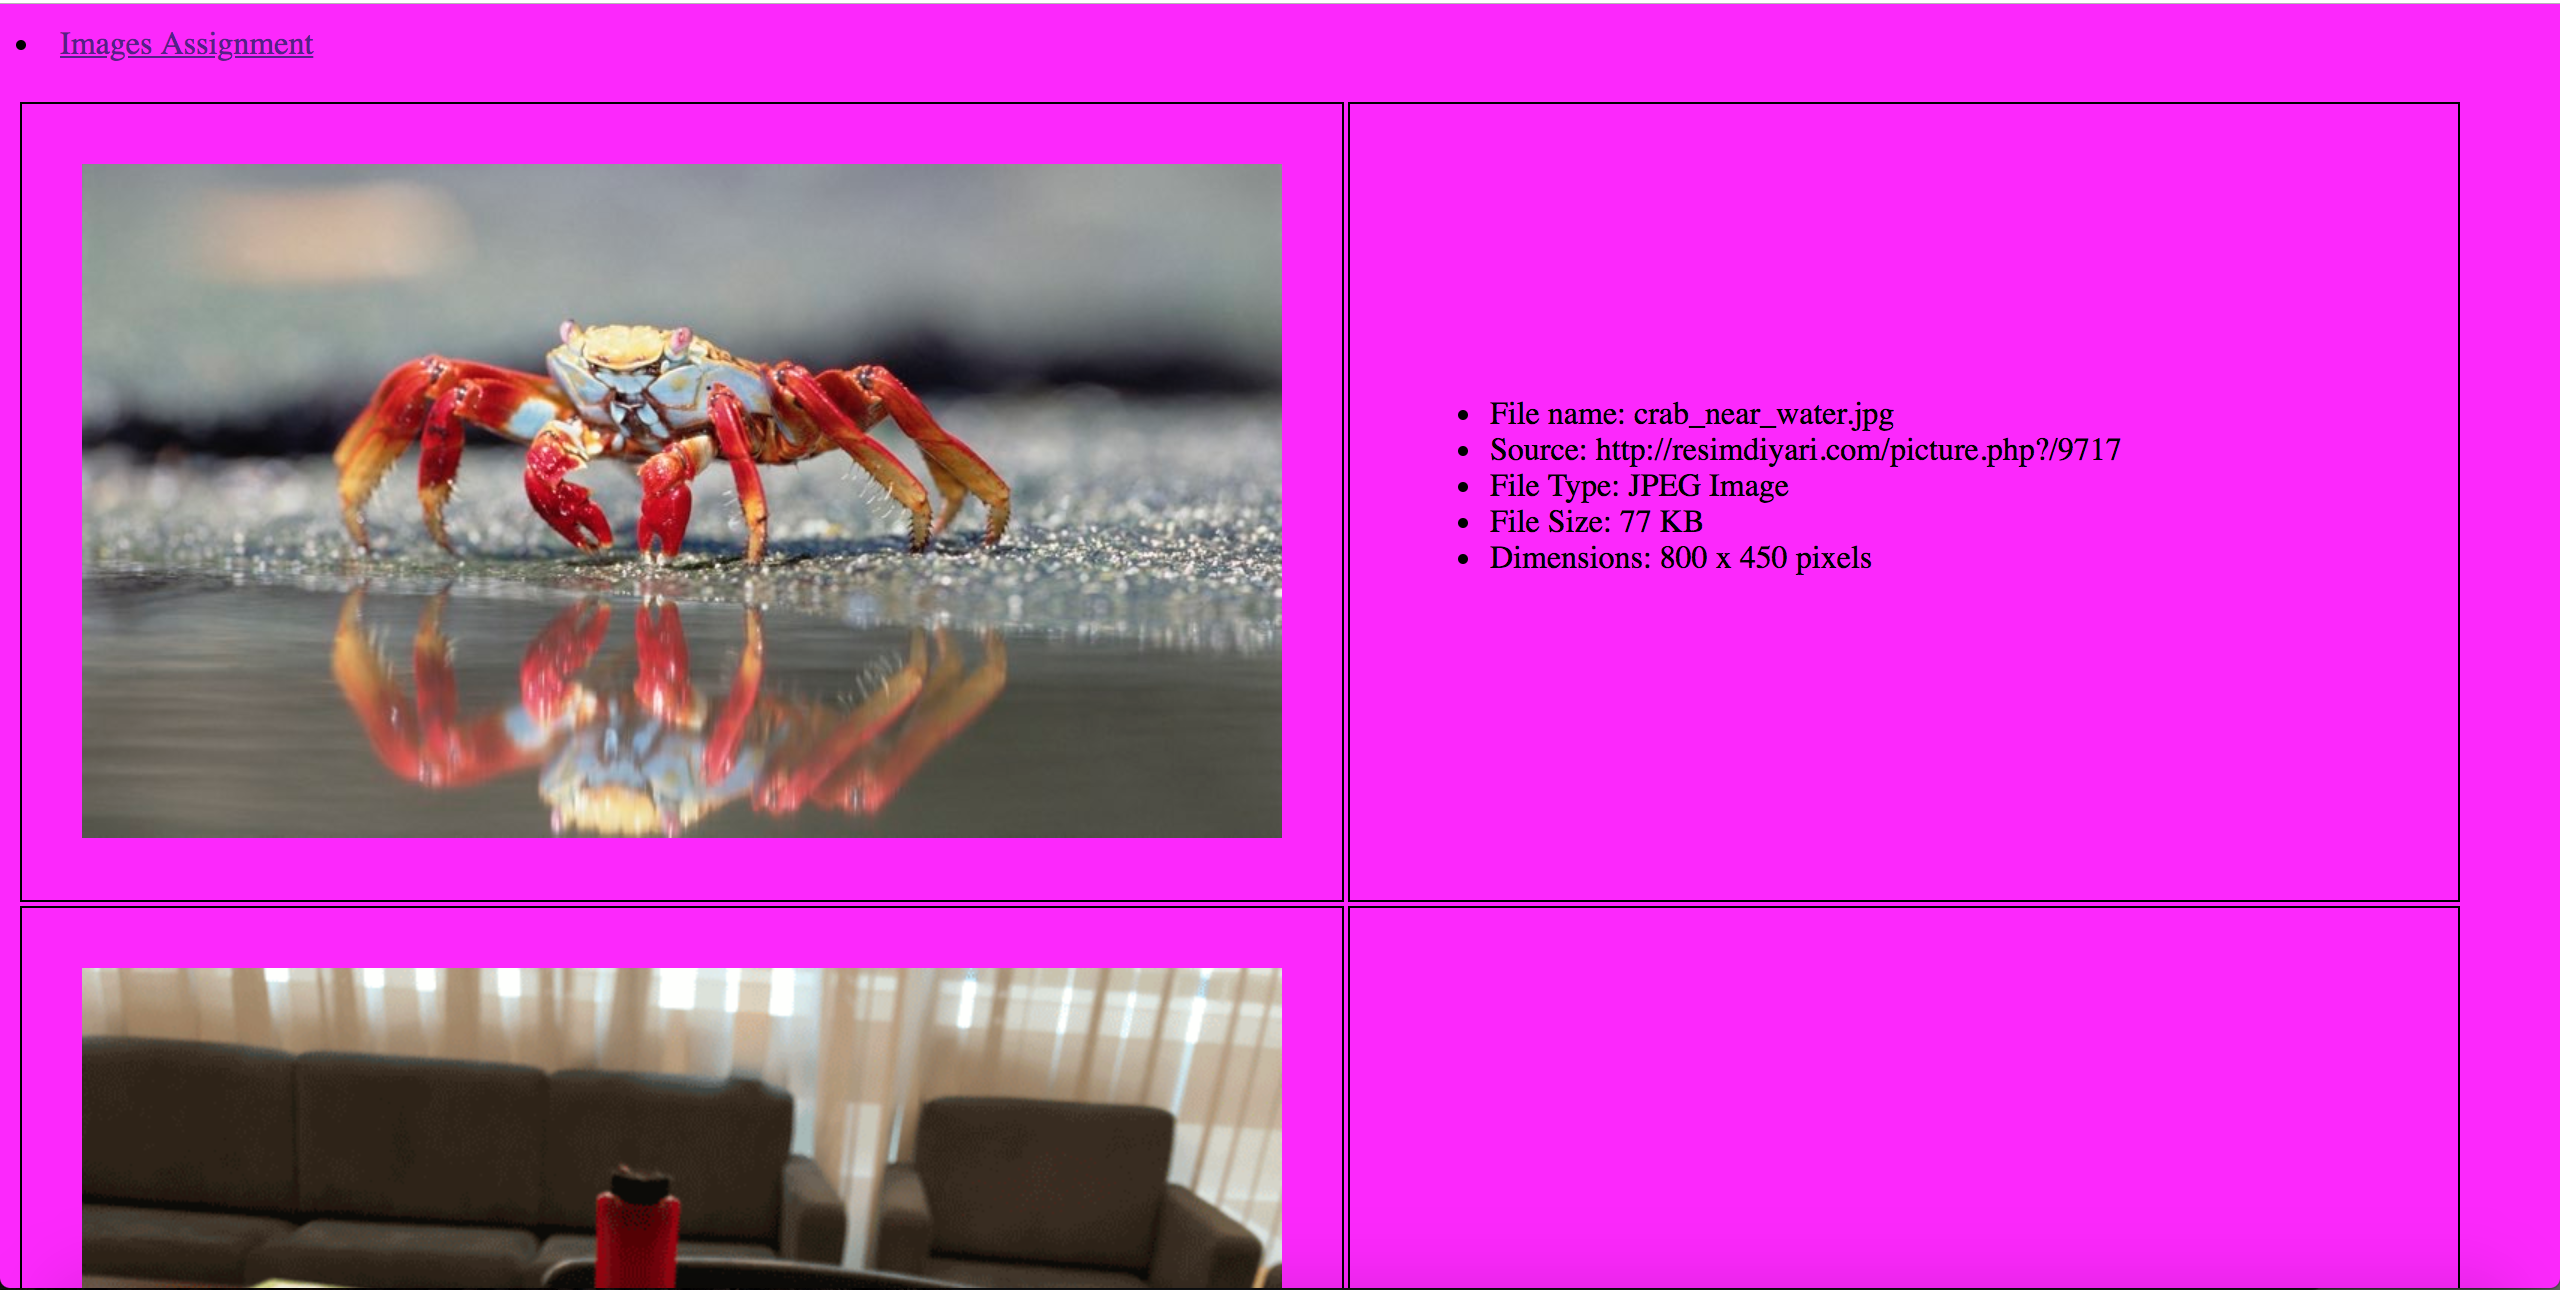 Images Assignment
File name: crab_near_water.jpg
Source: http://resimdiyari.com/picture.php?/9717
File Type: JPEG Image
File Size: 77 KB
Dimensions: 800 x 450 pixels